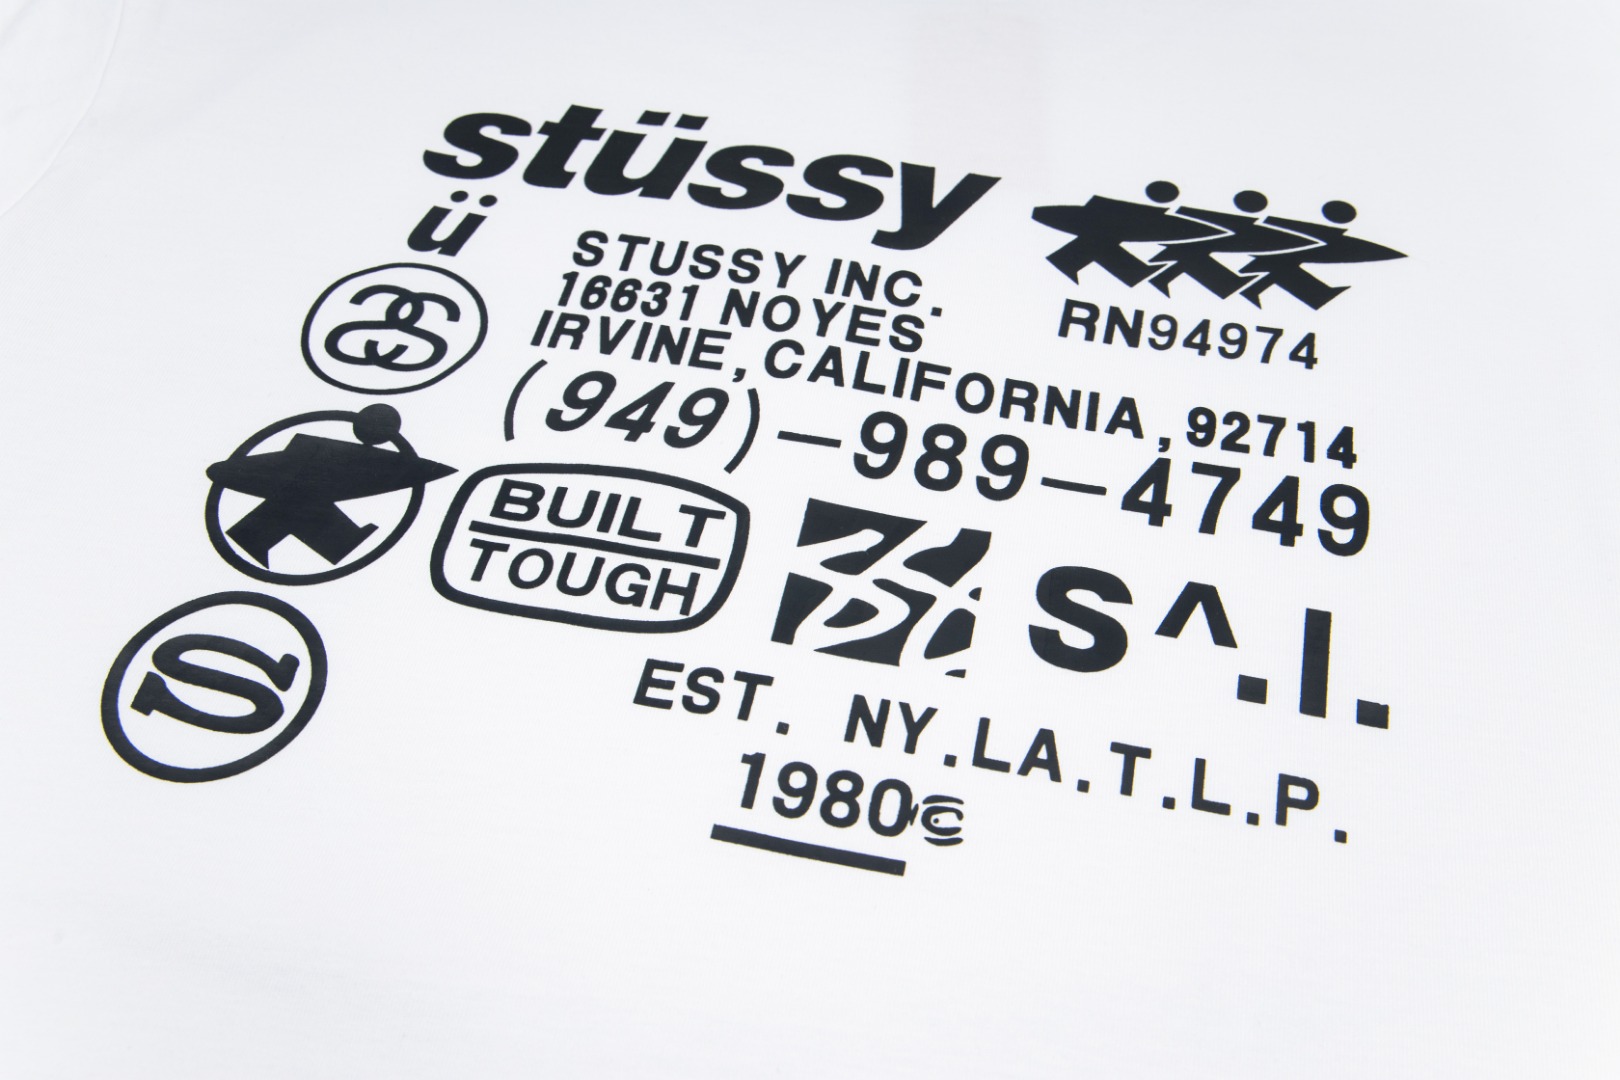 stüssy
ü
STUSSY INC.
16631 NOYES
IRVINE, CALIFORNIA, 92714
RN94974
(949)-989-4749
BUILT
TOUGH
S^.I.
S
EST. NY.LA.T.L.P.
1980